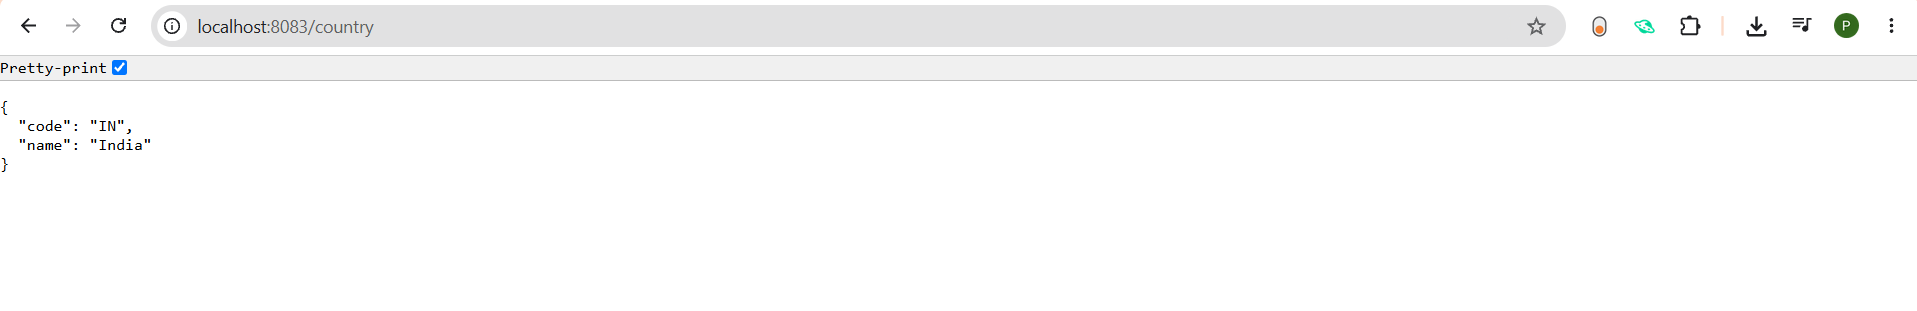 localhost:8083/country
P
Pretty-print
{
  "code": "IN",
  "name": "India"
}